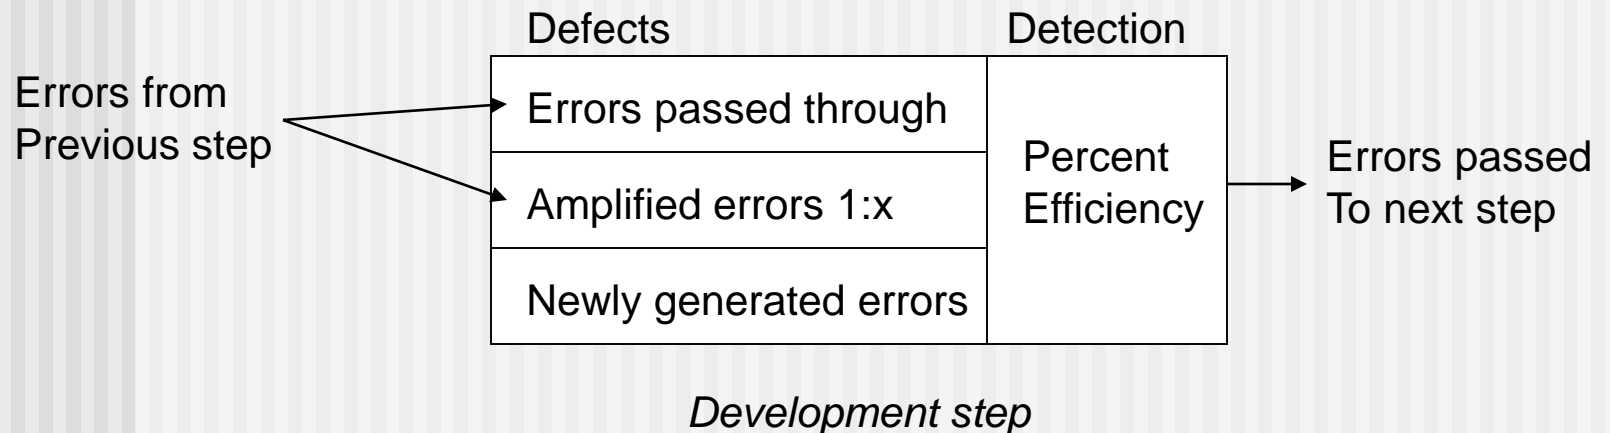 Defects
Detection
Errors from
Previous step
Errors passed through
Amplified errors 1:x
Newly generated errors
Percent
Efficiency
Errors passed
To next step
Development step